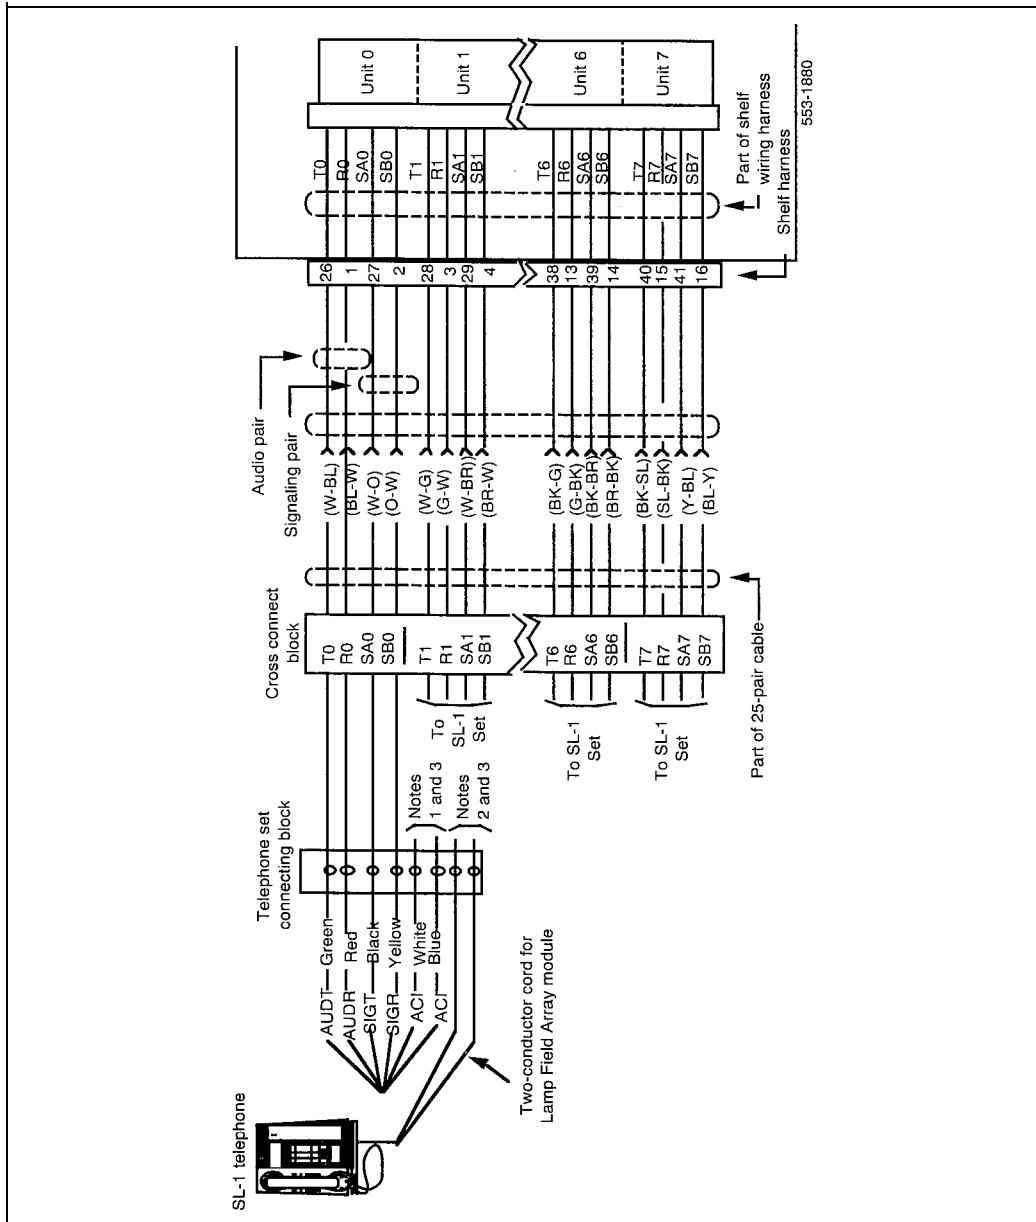 Unit 0
Unit 1
Unit 6
Unit 7
553-1880
T0
R0
SA0
SB0
T1
R1
SA1
SB1
T6
R6
SA6
SB6
T7
R7
SA7
SB7
Part of shelf
wiring harness
Shelf harness
26
1
27
2
28
3
29
4
38
13
39
14
40
15
41
16
Audio pair
Signaling pair
(W-BL)
(BL-W)
(W-O)
(O-W)
(W-G)
(G-W)
(W-BR))
(BR-W)
(BK-G)
(G-BK)
(BK-BR)
(BR-BK)
(BK-SL)
(SL-BK)
(Y-BL)
(BL-Y)
Cross connect
block
T0
R0
SA0
SB0
T1
R1
SA1
SB1
T6
R6
SA6
SB6
T7
R7
SA7
SB7
Part of 25-pair cable
To
SL-1
Set
To SL-1
Set
To SL-1
Set
Notes
1 and 3
Notes
2 and 3
Telephone set
connecting block
AUDT Green
AUDR Red
SIGT Black
SIGR Yellow
ACI White
ACI Blue
Two-conductor cord for
Lamp Field Array module
SL-1 telephone